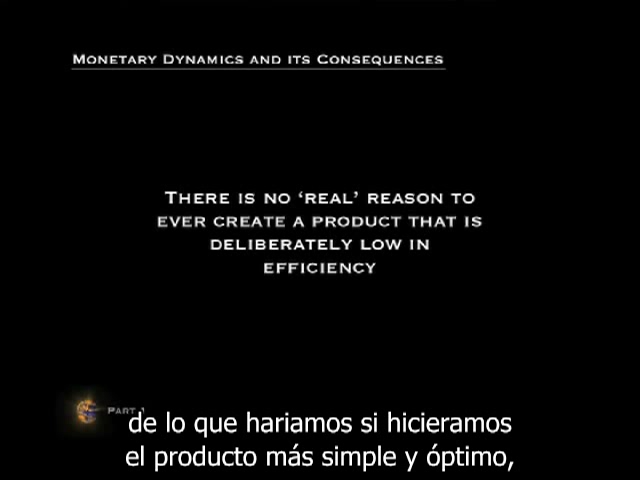 Monetary Dynamics and its Consequences
There is no ‘real’ reason to
ever create a product that is
deliberately low in
efficiency
Part 1
de lo que hariamos si hicieramos
el producto más simple y óptimo,